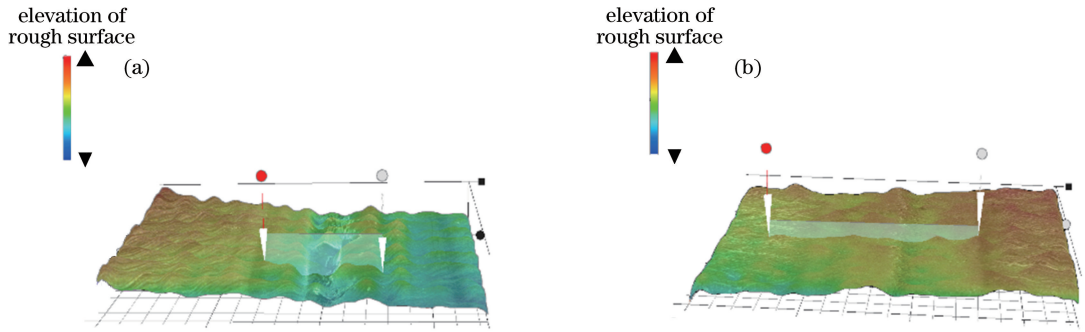 elevation of
rough surface
(a)
elevation of
rough surface
(b)